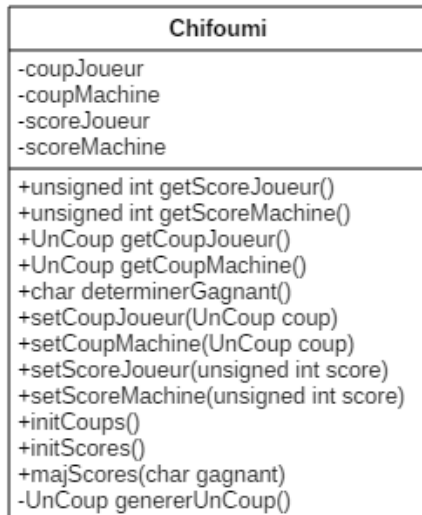 Chifoumi
-coupJoueur
-coupMachine
-scoreJoueur
-scoreMachine
+unsigned int getScoreJoueur()
+unsigned int getScoreMachine()
+UnCoup getCoupJoueur()
+UnCoup getCoupMachine()
+char determinerGagnant()
+setCoupJoueur(UnCoup coup)
+setCoupMachine(UnCoup coup)
+setScoreJoueur(unsigned int score)
+setScoreMachine(unsigned int score)
+initCoups()
+initScores()
+majScores(char gagnant)
-UnCoup genererUnCoup()